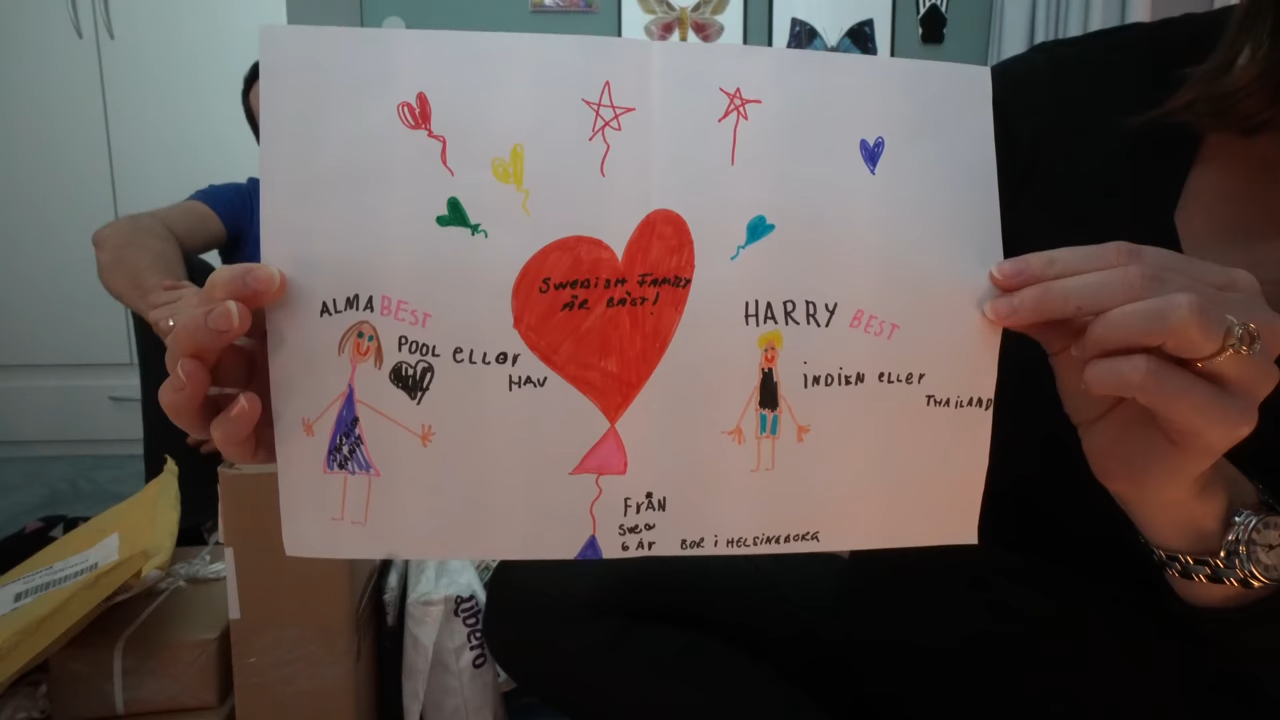 SWEDISH FAMILY
ÄR BÄST!
ALMA BEST
POOL eller
HAV
HARRY BEST
iNDiEN eller
THAiLAND
FrÅN
Svea
6 År BOR i HELSINGBORG
libero